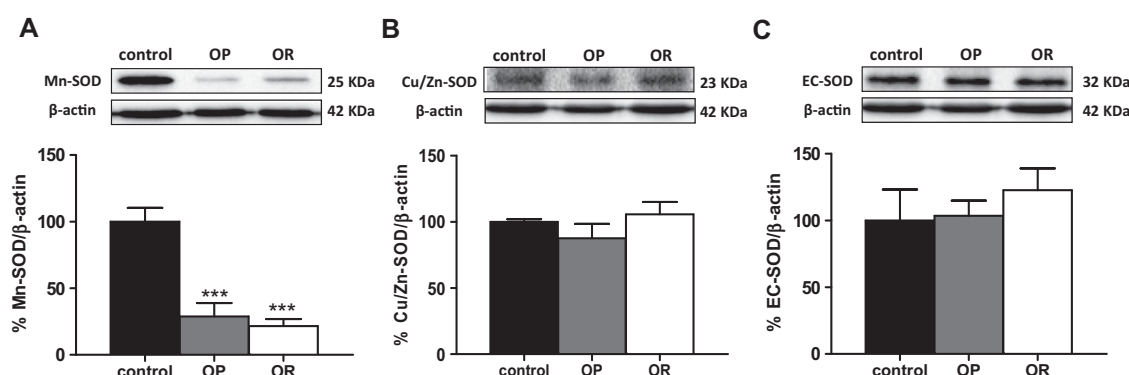 A
control OP OR
Mn-SOD 25 KDa
β-actin 42 KDa
% Mn-SOD/β-actin
150
100
50
0
*** ***
control OP OR
B
control OP OR
Cu/Zn-SOD 23 KDa
β-actin 42 KDa
% Cu/Zn-SOD/β-actin
150
100
50
0
control OP OR
C
control OP OR
EC-SOD 32 KDa
β-actin 42 KDa
% EC-SOD/β-actin
150
100
50
0
control OP OR